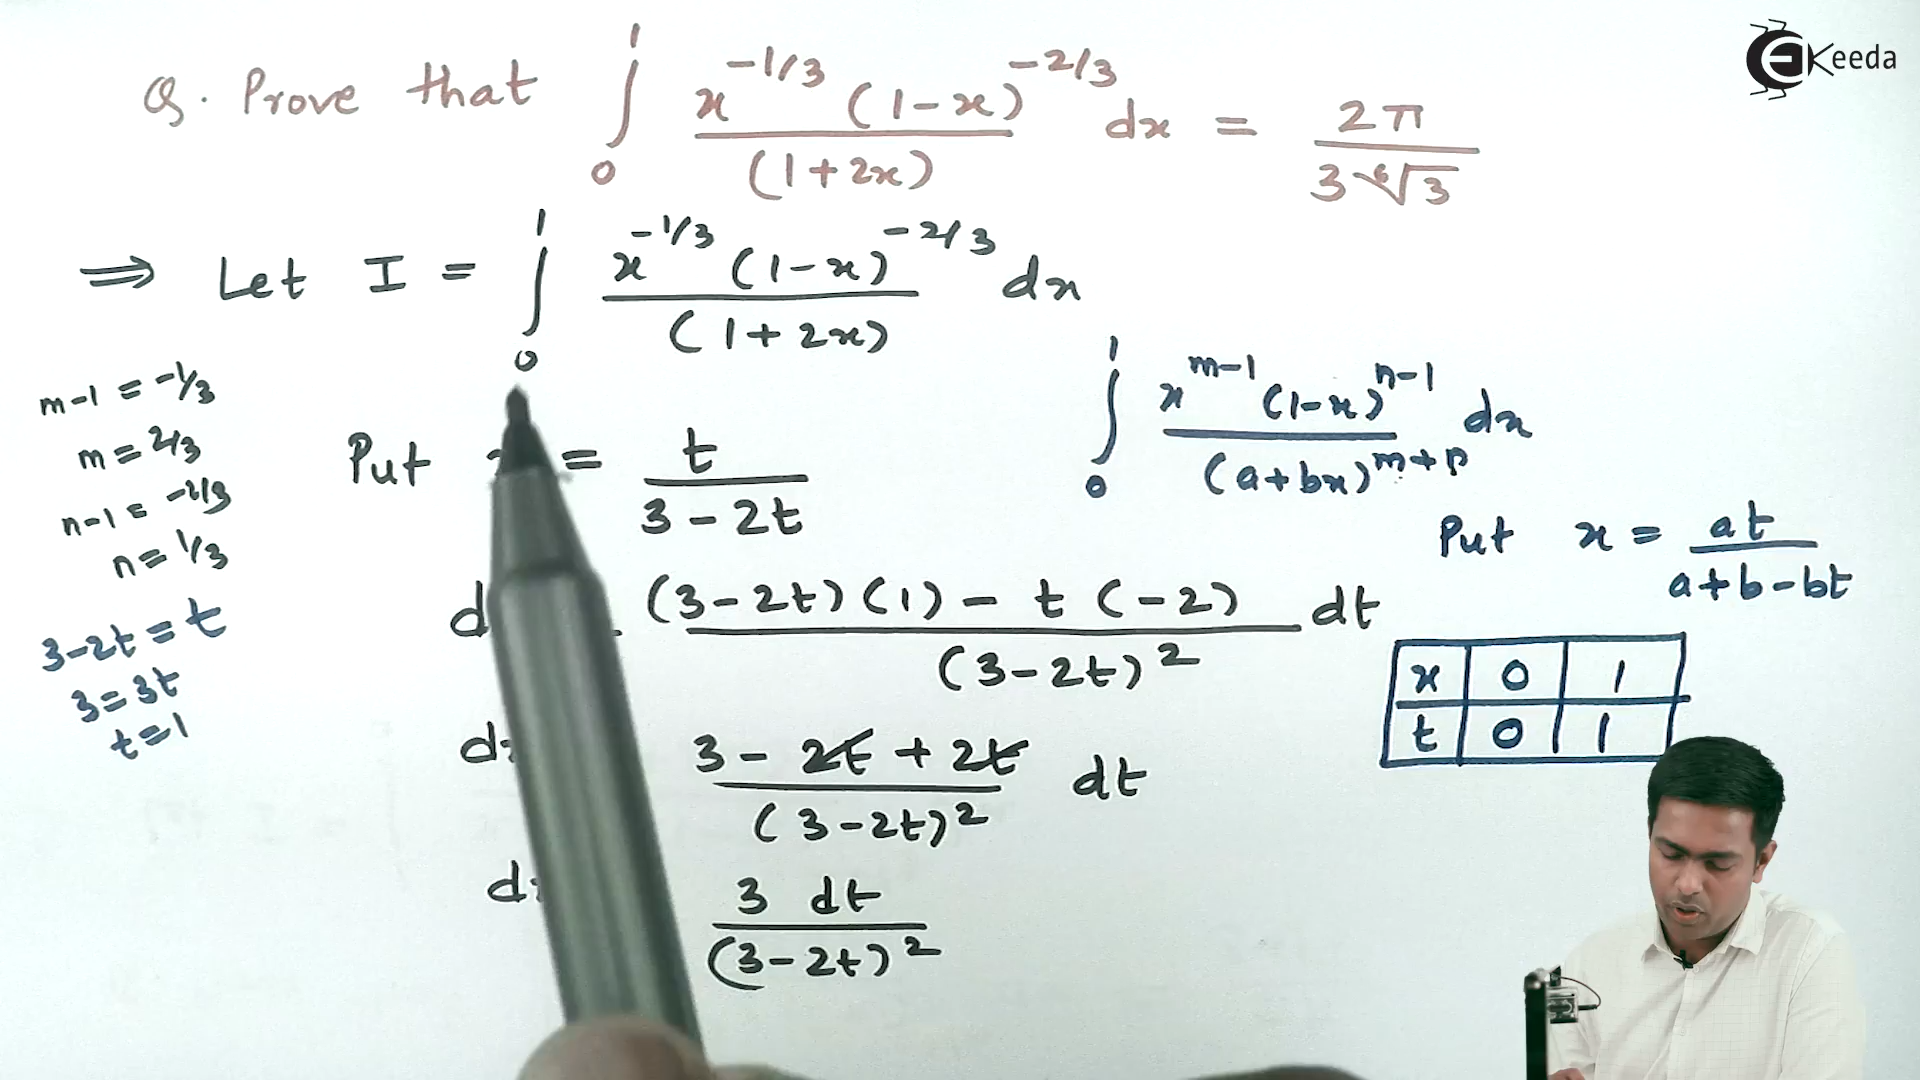 Keeda
Q. Prove that ∫₀¹ x^(-1/3) (1-x)^(-2/3) / (1+2x) dx = 2π / (3 ⁶√3)
⇒ Let I = ∫₀¹ x^(-1/3) (1-x)^(-2/3) / (1+2x) dx
m-1 = -1/3
m = 2/3
n-1 = -2/3
n = 1/3
3-2t = t
3 = 3t
t = 1
Put = t / (3-2t)
d (3-2t)(1) - t(-2) / (3-2t)² dt
d 3 - 2t + 2t / (3-2t)² dt
d 3 dt / (3-2t)²
∫₀¹ x^(m-1) (1-x)^(n-1) / (a+bx)^(m+n) dx
Put x = at / (a+b-bt)
x 0 1
t 0 1